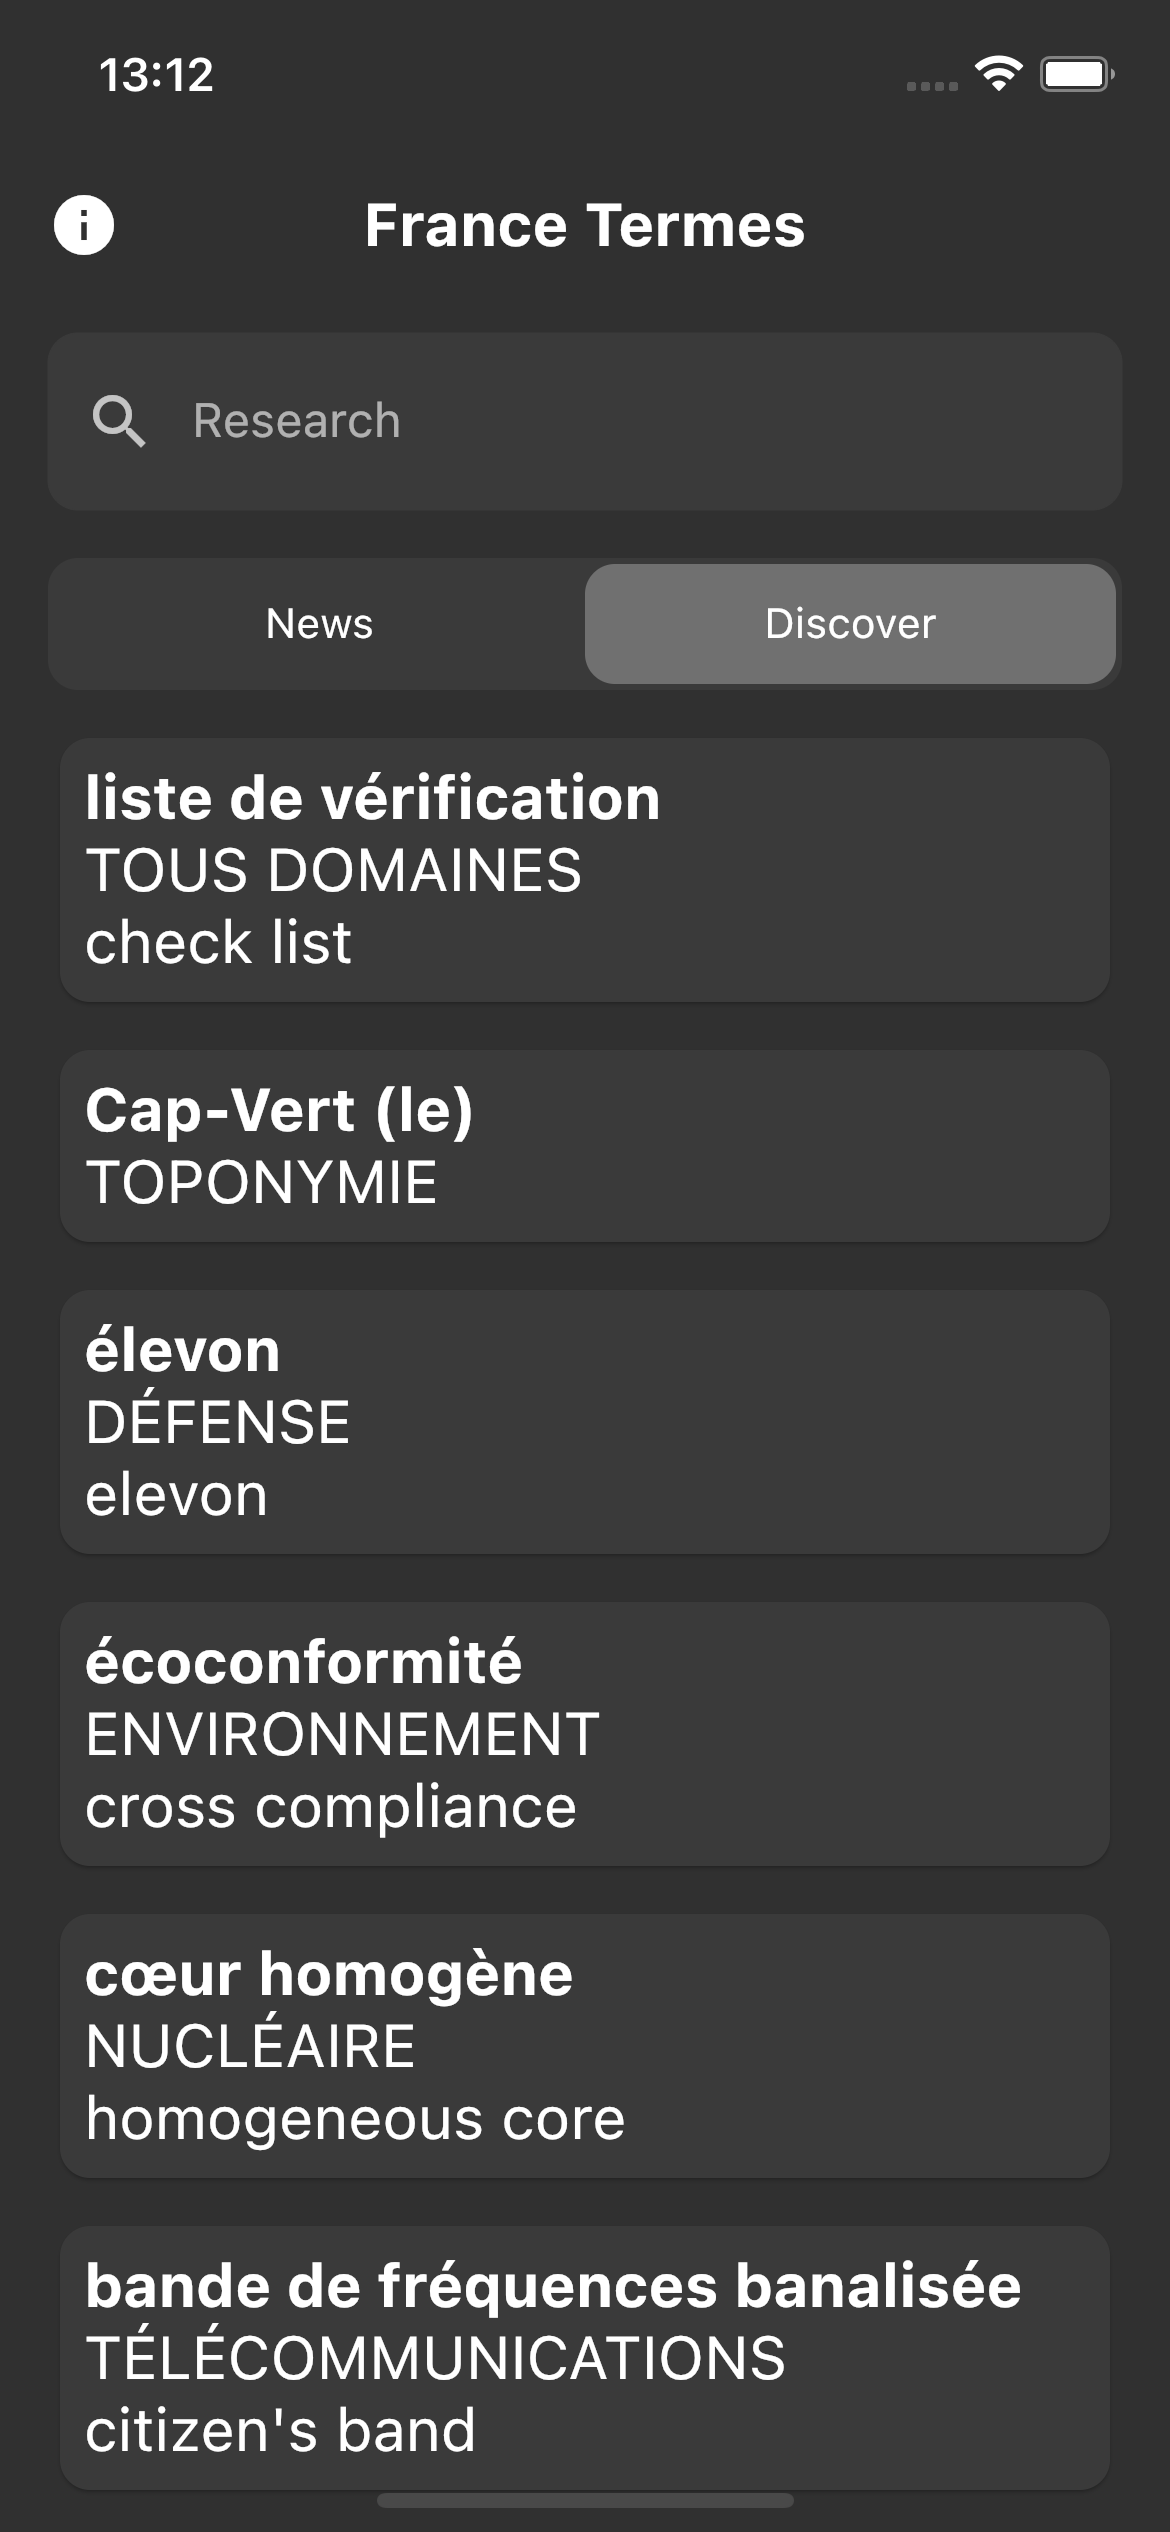 13:12
France Termes
Research
News
Discover
liste de vérification
TOUS DOMAINES
check list
Cap-Vert (le)
TOPONYMIE
élevon
DÉFENSE
elevon
écoconformité
ENVIRONNEMENT
cross compliance
cœur homogène
NUCLÉAIRE
homogeneous core
bande de fréquences banalisée
TÉLÉCOMMUNICATIONS
citizen's band